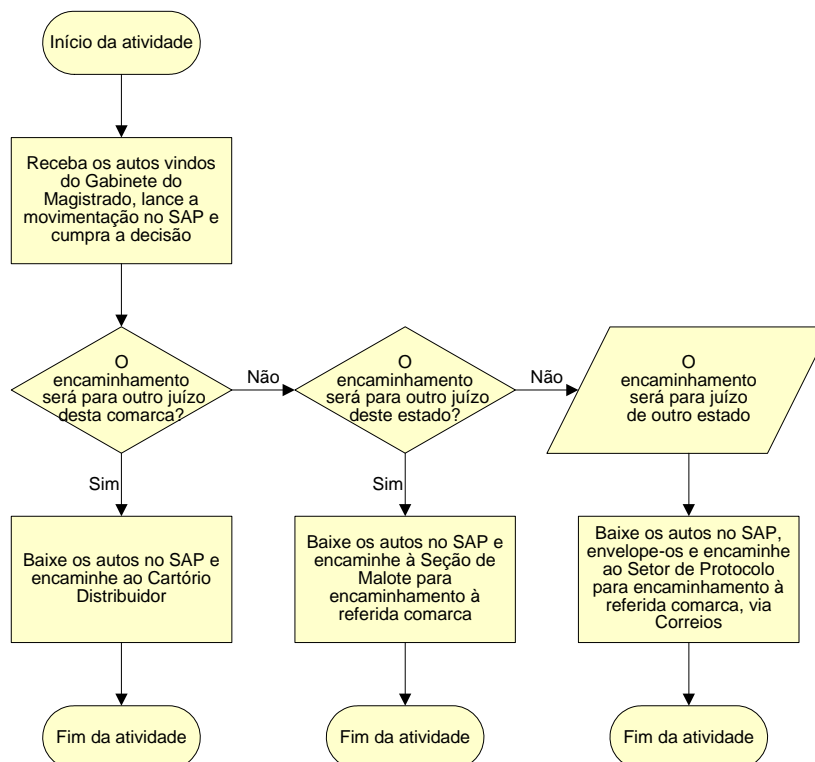 Início da atividade
Receba os autos vindos
do Gabinete do
Magistrado, lance a
movimentação no SAP e
cumpra a decisão
O
encaminhamento
será para outro juízo
desta comarca?
Não
O
encaminhamento
será para outro juízo
deste estado?
Não
O
encaminhamento
será para juízo
de outro estado
Sim
Sim
Baixe os autos no SAP e
encaminhe ao Cartório
Distribuidor
Baixe os autos no SAP e
encaminhe à Seção de
Malote para
encaminhamento à
referida comarca
Baixe os autos no SAP,
envelope-os e encaminhe
ao Setor de Protocolo
para encaminhamento à
referida comarca, via
Correios
Fim da atividade
Fim da atividade
Fim da atividade